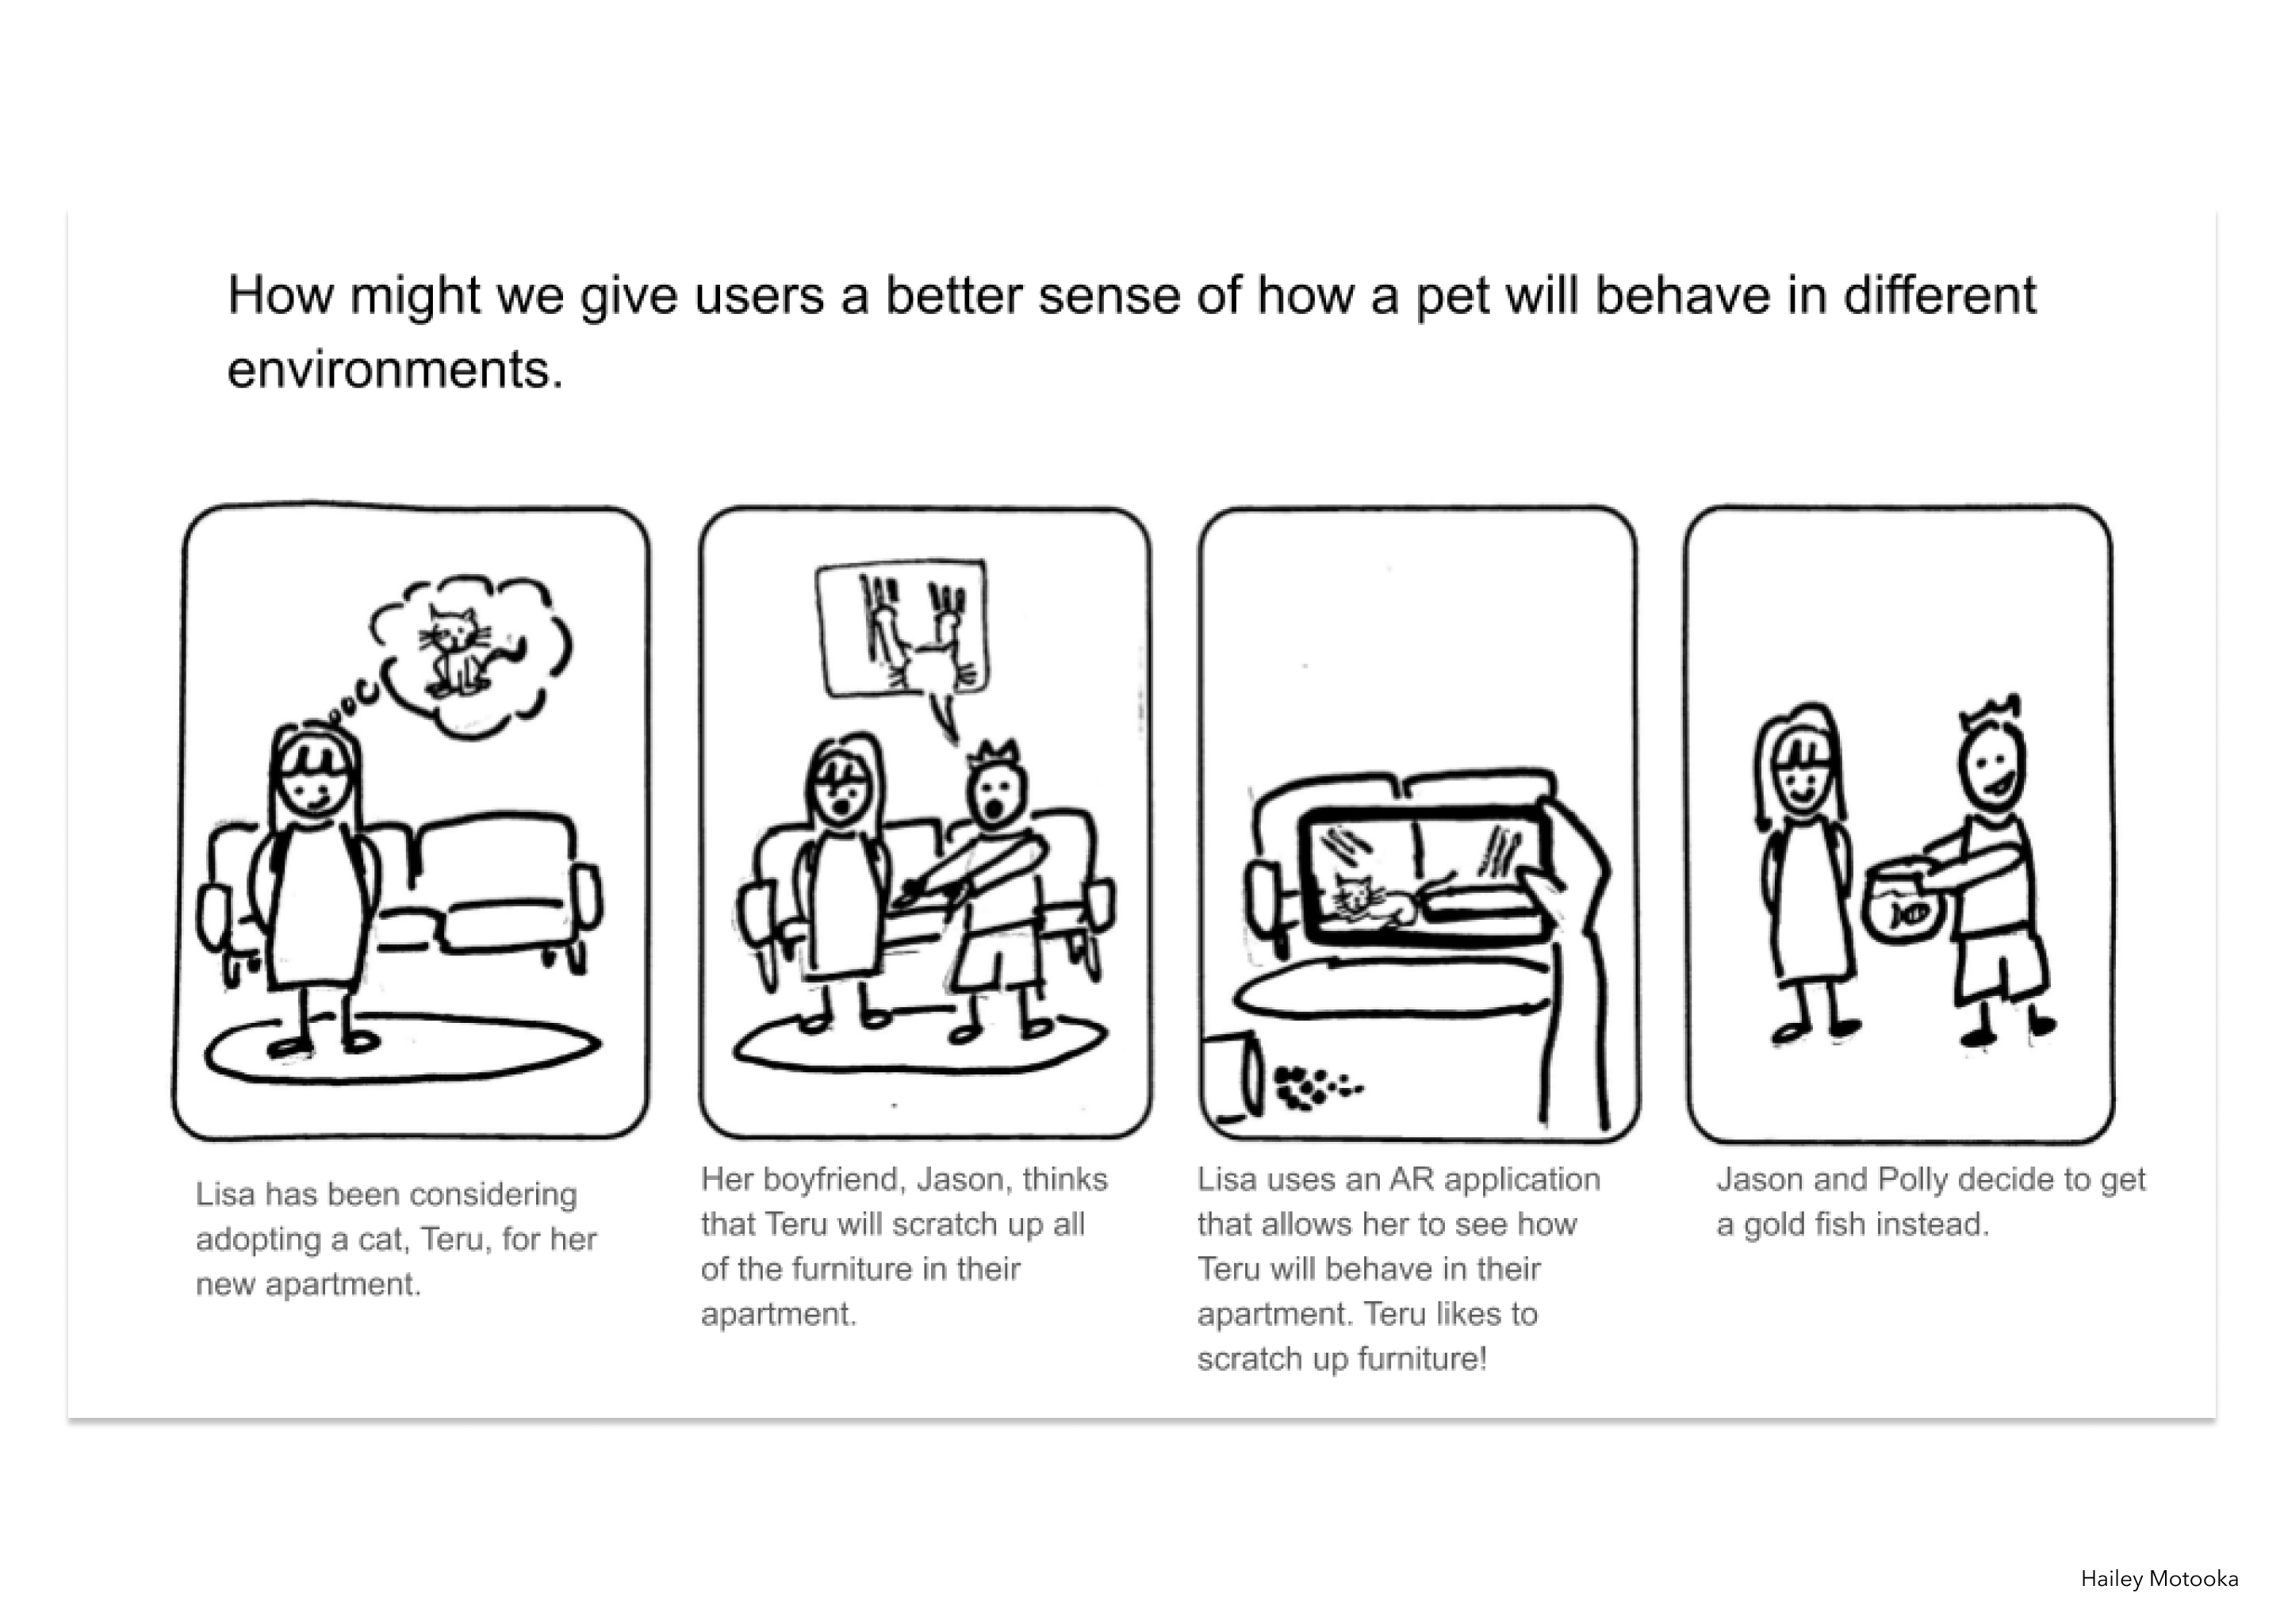 How might we give users a better sense of how a pet will behave in different
environments.
Lisa has been considering
adopting a cat, Teru, for her
new apartment.
Her boyfriend, Jason, thinks
that Teru will scratch up all
of the furniture in their
apartment.
Lisa uses an AR application
that allows her to see how
Teru will behave in their
apartment. Teru likes to
scratch up furniture!
Jason and Polly decide to get
a gold fish instead.
Hailey Motooka